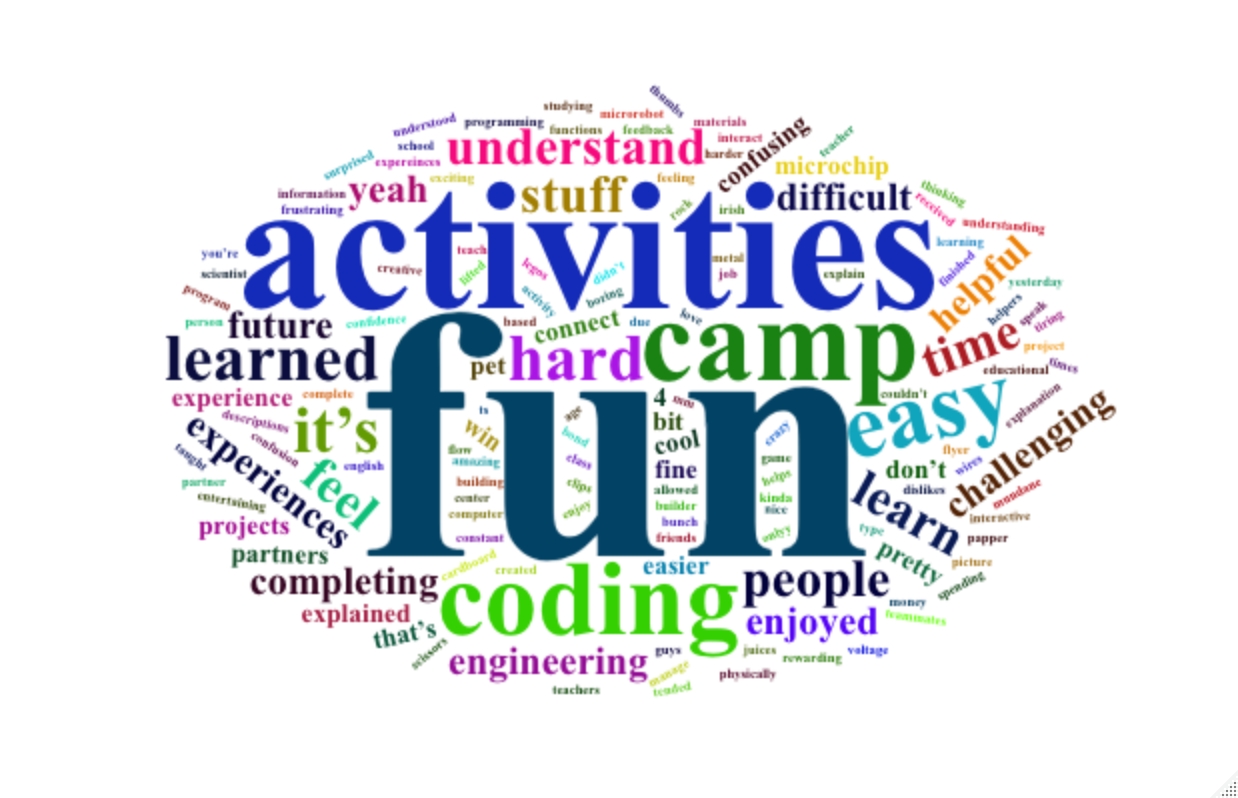 thumbs
studying
microrobot
understood
programming
functions
feedback
materials
interact
confusing
teacher
school
surprised
expereinces
understand
harder
microchip
exciting
feeling
information
yeah
stuff
difficult
thinking
frustrating
rock
irish
received
understanding
activities
learning
you're
teach
metal
finished
helpful
scientist
creative
lifted
legos
didn't
job
explain
yesterday
program
activity
boring
helpers
speak
person
future
confidence
based
connect
due
love
tiring
learned
fun
pet
hard
camp
time
project
educational
times
experience
complete
4
mm
couldn't
easy
explanation
challenging
descriptions
it's
is
age
bit
crazy
experiences
confusion
win
bond
cool
flyer
taught
english
flow
amazing
class
fine
game
don't
wires
partner
feel
building
clips
allowed
helps
learn
dislikes
mundane
entertaining
center
builder
kinda
nice
projects
computer
enjoy
bunch
type
interactive
partners
constant
friends
onlyy
pretty
papper
completing
cardboard
created
easier
people
picture
spending
coding
explained
enjoyed
money
teammates
that's
scissors
engineering
guys
juices
rewarding
voltage
manage
physically
teachers
tended